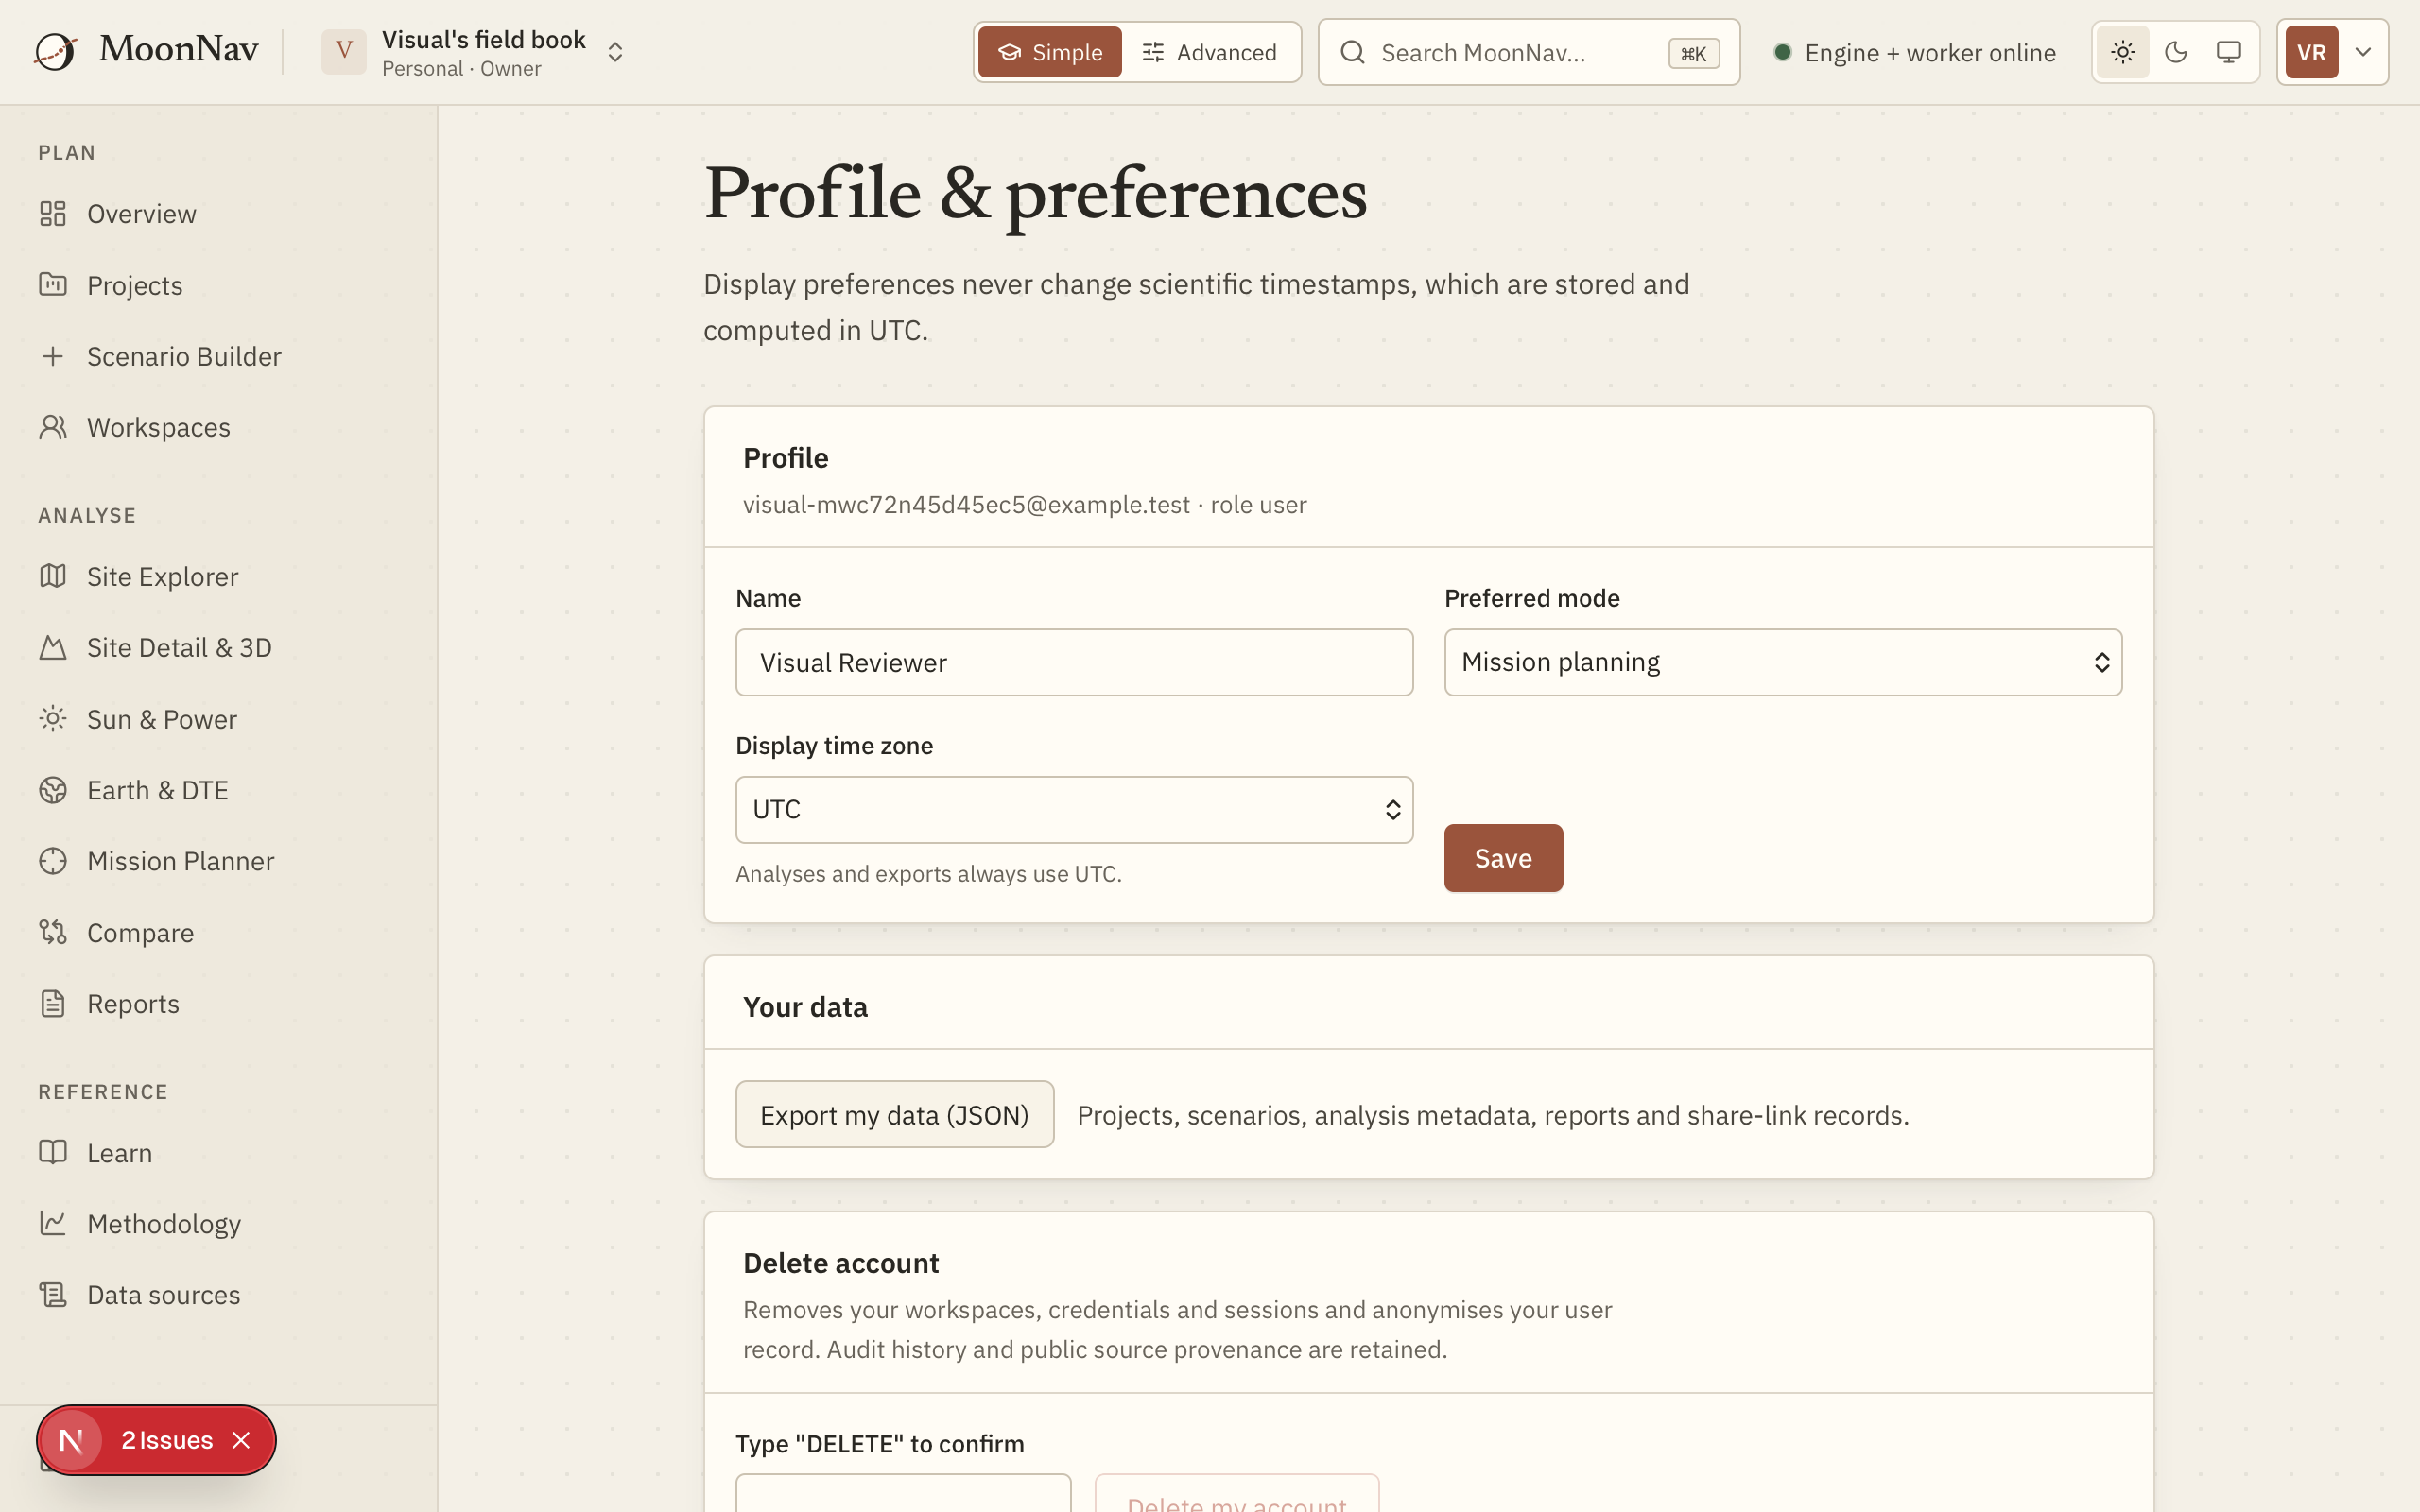 MoonNav
V
Visual's field book
Personal · Owner
Simple
Advanced
Search MoonNav...
⌘K
Engine + worker online
VR
PLAN
Overview
Projects
Scenario Builder
Workspaces
ANALYSE
Site Explorer
Site Detail & 3D
Sun & Power
Earth & DTE
Mission Planner
Compare
Reports
REFERENCE
Learn
Methodology
Data sources
N
2 Issues
Profile & preferences
Display preferences never change scientific timestamps, which are stored and
computed in UTC.
Profile
visual-mwc72n45d45ec5@example.test · role user
Name
Visual Reviewer
Preferred mode
Mission planning
Display time zone
UTC
Analyses and exports always use UTC.
Save
Your data
Export my data (JSON)
Projects, scenarios, analysis metadata, reports and share-link records.
Delete account
Removes your workspaces, credentials and sessions and anonymises your user
record. Audit history and public source provenance are retained.
Type "DELETE" to confirm
Delete my account